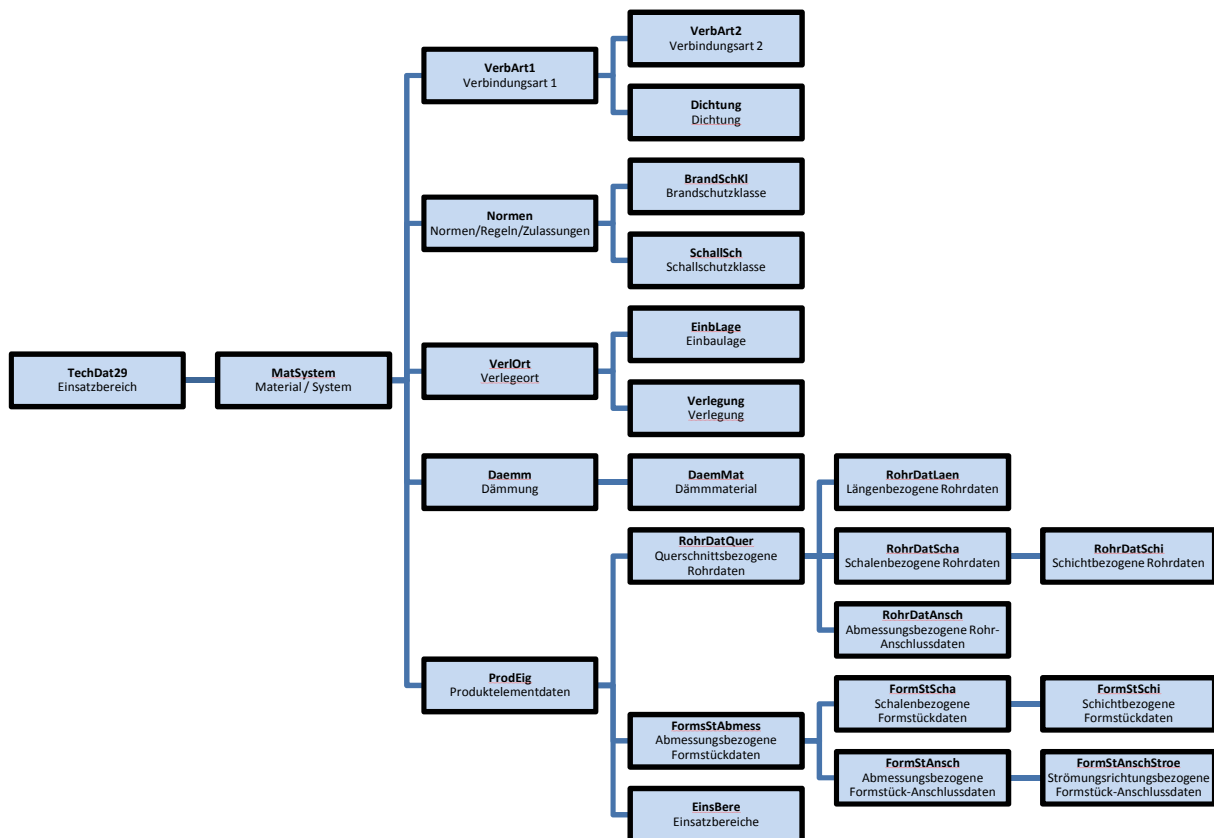 VerbArt2
Verbindungsart 2
VerbArt1
Verbindungsart 1
Dichtung
Dichtung
BrandSchKl
Brandschutzklasse
Normen
Normen/Regeln/Zulassungen
SchallSch
Schallschutzklasse
EinbLage
Einbaulage
TechDat29
Einsatzbereich
MatSystem
Material / System
VerlOrt
Verlegeort
Verlegung
Verlegung
Daemm
Dämmung
DaemMat
Dämmmaterial
RohrDatLaen
Längenbezogene Rohrdaten
RohrDatQuer
Querschnittsbezogene
Rohrdaten
RohrDatScha
Schalenbezogene Rohrdaten
RohrDatSchi
Schichtbezogene Rohrdaten
RohrDatAnsch
Abmessungsbezogene Rohr-
Anschlussdaten
ProdEig
Produktelementdaten
FormStScha
Schalenbezogene
Formstückdaten
FormStSchi
Schichtbezogene
Formstückdaten
FormsStAbmess
Abmessungsbezogene
Formstückdaten
FormStAnsch
Abmessungsbezogene
Formstück-Anschlussdaten
FormStAnschStroe
Strömungsrichtungsbezogene
Formstück-Anschlussdaten
EinsBere
Einsatzbereiche